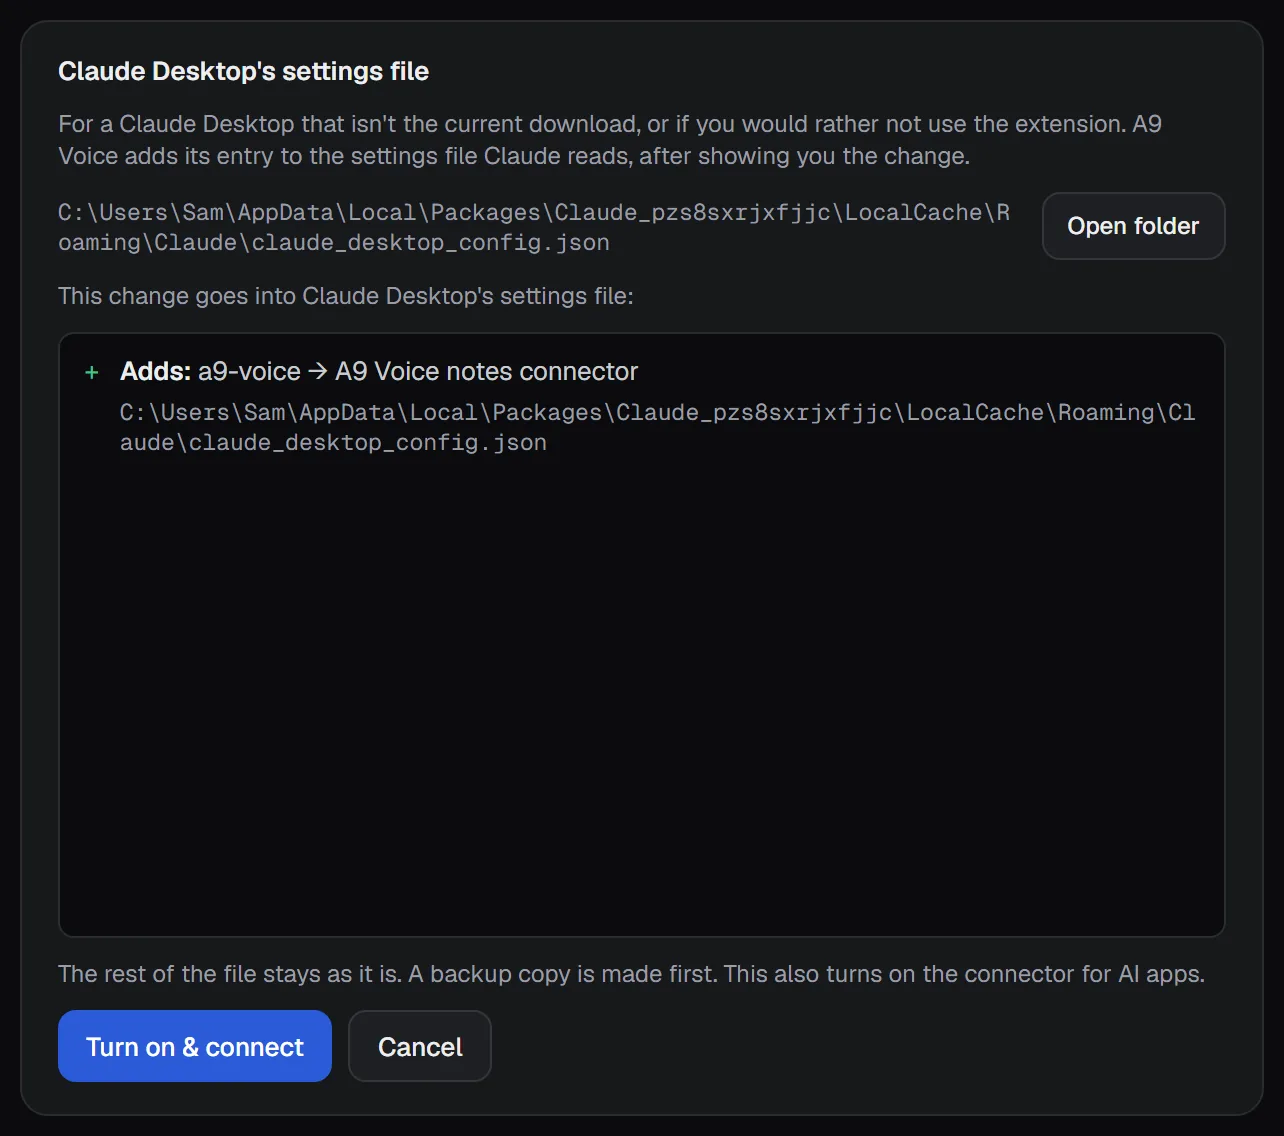 Claude Desktop's settings file
For a Claude Desktop that isn't the current download, or if you would rather not use the extension. A9
Voice adds its entry to the settings file Claude reads, after showing you the change.
C:\Users\Sam\AppData\Local\Packages\Claude_pzs8sxrjxfjjc\LocalCache\R
oaming\Claude\claude_desktop_config.json
Open folder
This change goes into Claude Desktop's settings file:
+ Adds: a9-voice → A9 Voice notes connector
C:\Users\Sam\AppData\Local\Packages\Claude_pzs8sxrjxfjjc\LocalCache\Roaming\Cl
aude\claude_desktop_config.json
The rest of the file stays as it is. A backup copy is made first. This also turns on the connector for AI apps.
Turn on & connect
Cancel